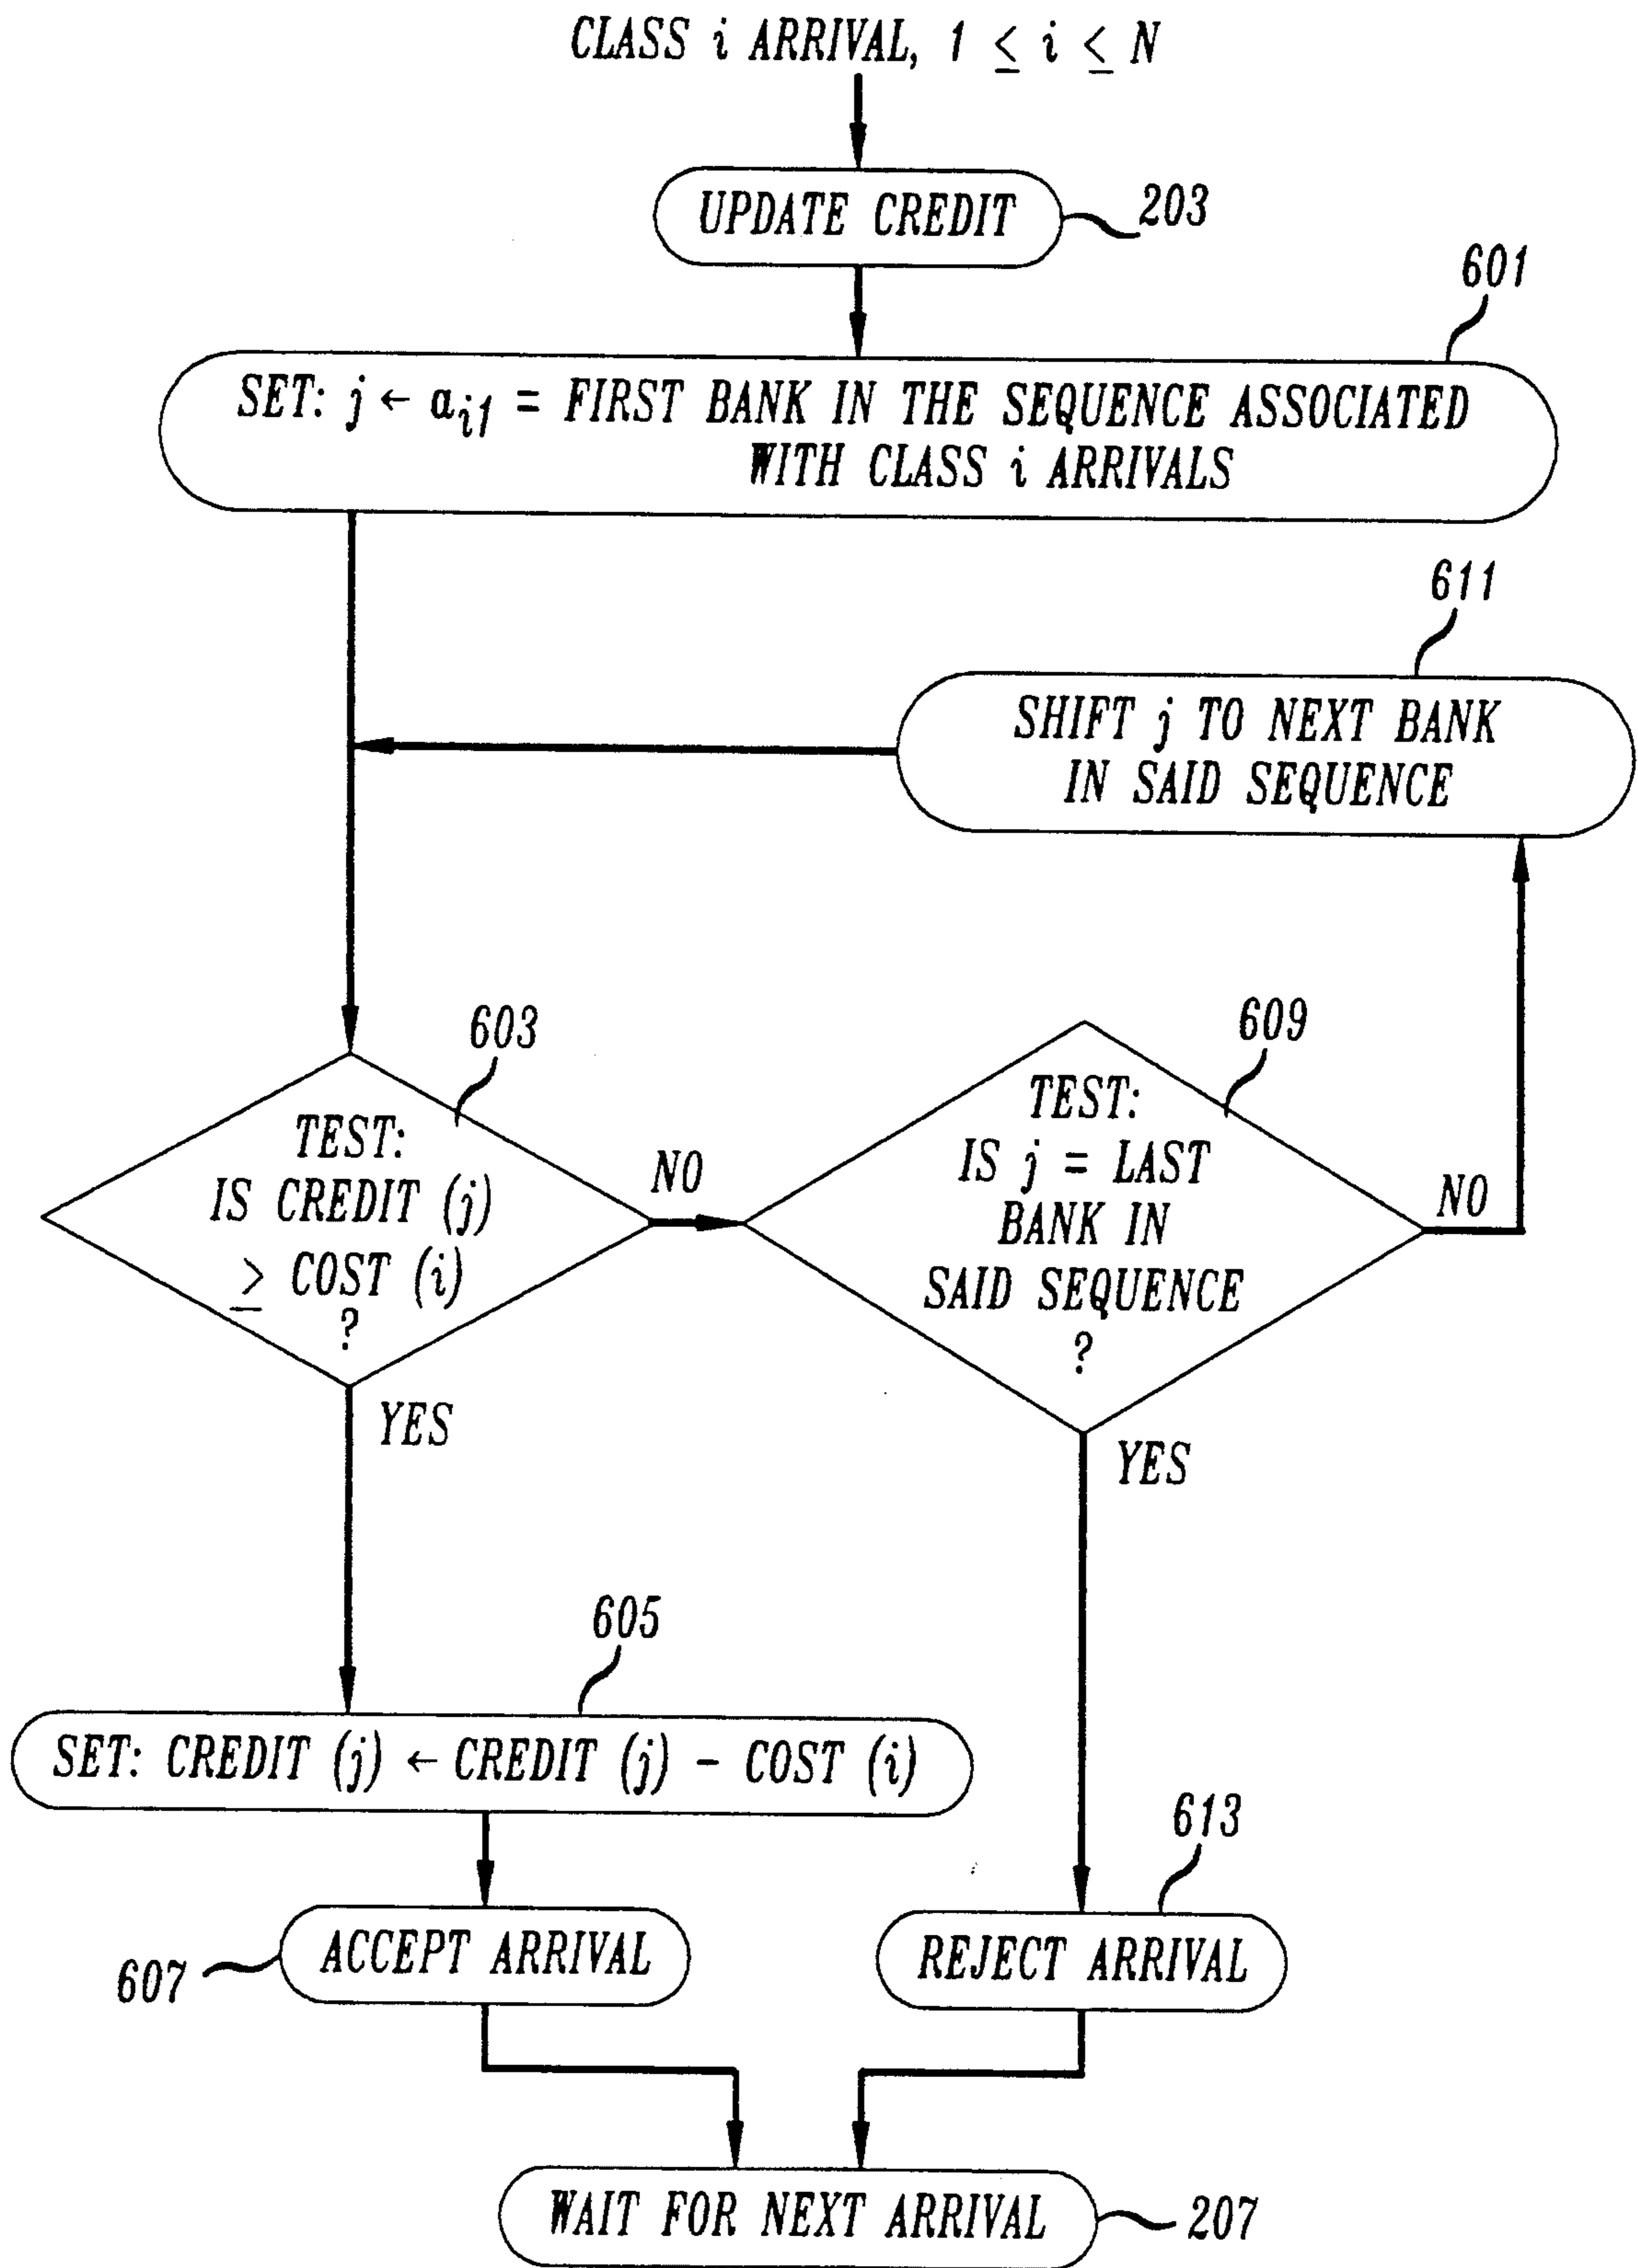 CLASS i ARRIVAL, 1 ≤ i ≤ N
UPDATE CREDIT
203
601
SET: j ← a_{i1} = FIRST BANK IN THE SEQUENCE ASSOCIATED
WITH CLASS i ARRIVALS
611
SHIFT j TO NEXT BANK
IN SAID SEQUENCE
603
TEST:
IS CREDIT (j)
≥ COST (i)
?
NO
YES
609
TEST:
IS j = LAST
BANK IN
SAID SEQUENCE
?
NO
YES
605
SET: CREDIT (j) ← CREDIT (j) - COST (i)
607
ACCEPT ARRIVAL
613
REJECT ARRIVAL
WAIT FOR NEXT ARRIVAL
207